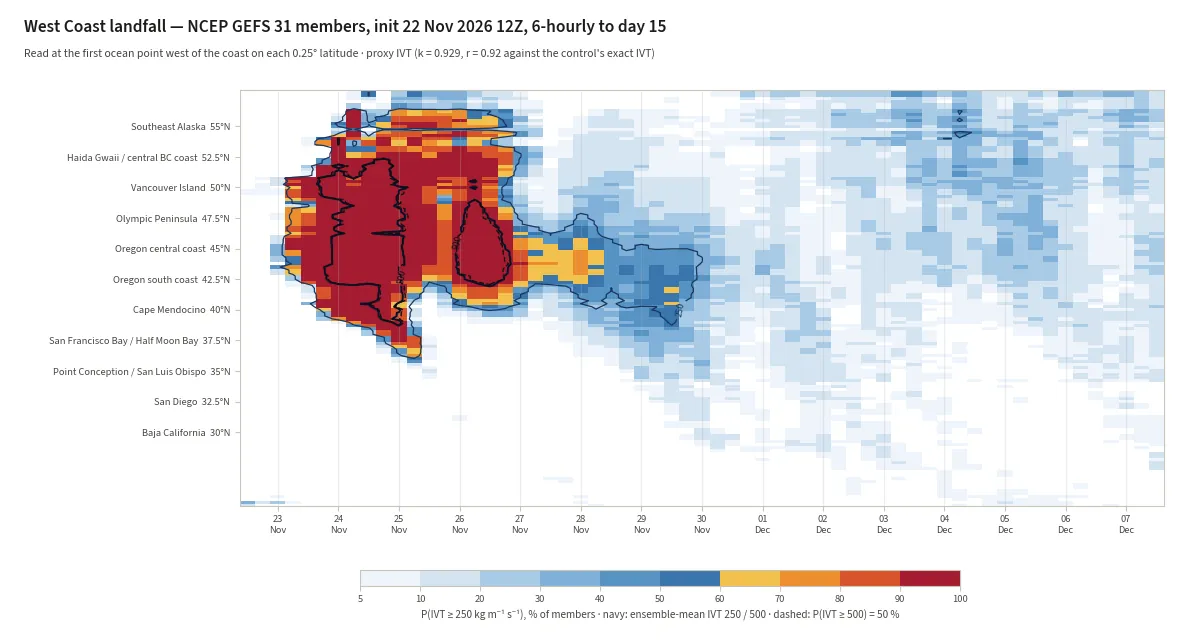 West Coast landfall — NCEP GEFS 31 members, init 22 Nov 2026 12Z, 6-hourly to day 15
Read at the first ocean point west of the coast on each 0.25° latitude · proxy IVT (k = 0.929, r = 0.92 against the control's exact IVT)
Southeast Alaska 55°N
Haida Gwaii / central BC coast 52.5°N
Vancouver Island 50°N
Olympic Peninsula 47.5°N
Oregon central coast 45°N
Oregon south coast 42.5°N
Cape Mendocino 40°N
San Francisco Bay / Half Moon Bay 37.5°N
Point Conception / San Luis Obispo 35°N
San Diego 32.5°N
Baja California 30°N
250
23 24 25 26 27 28 29 30 01 02 03 04 05 06 07
Nov Nov Nov Nov Nov Nov Nov Nov Dec Dec Dec Dec Dec Dec Dec
5 10 20 30 40 50 60 70 80 90 100
P(IVT ≥ 250 kg m⁻¹ s⁻¹), % of members · navy: ensemble-mean IVT 250 / 500 · dashed: P(IVT ≥ 500) = 50 %